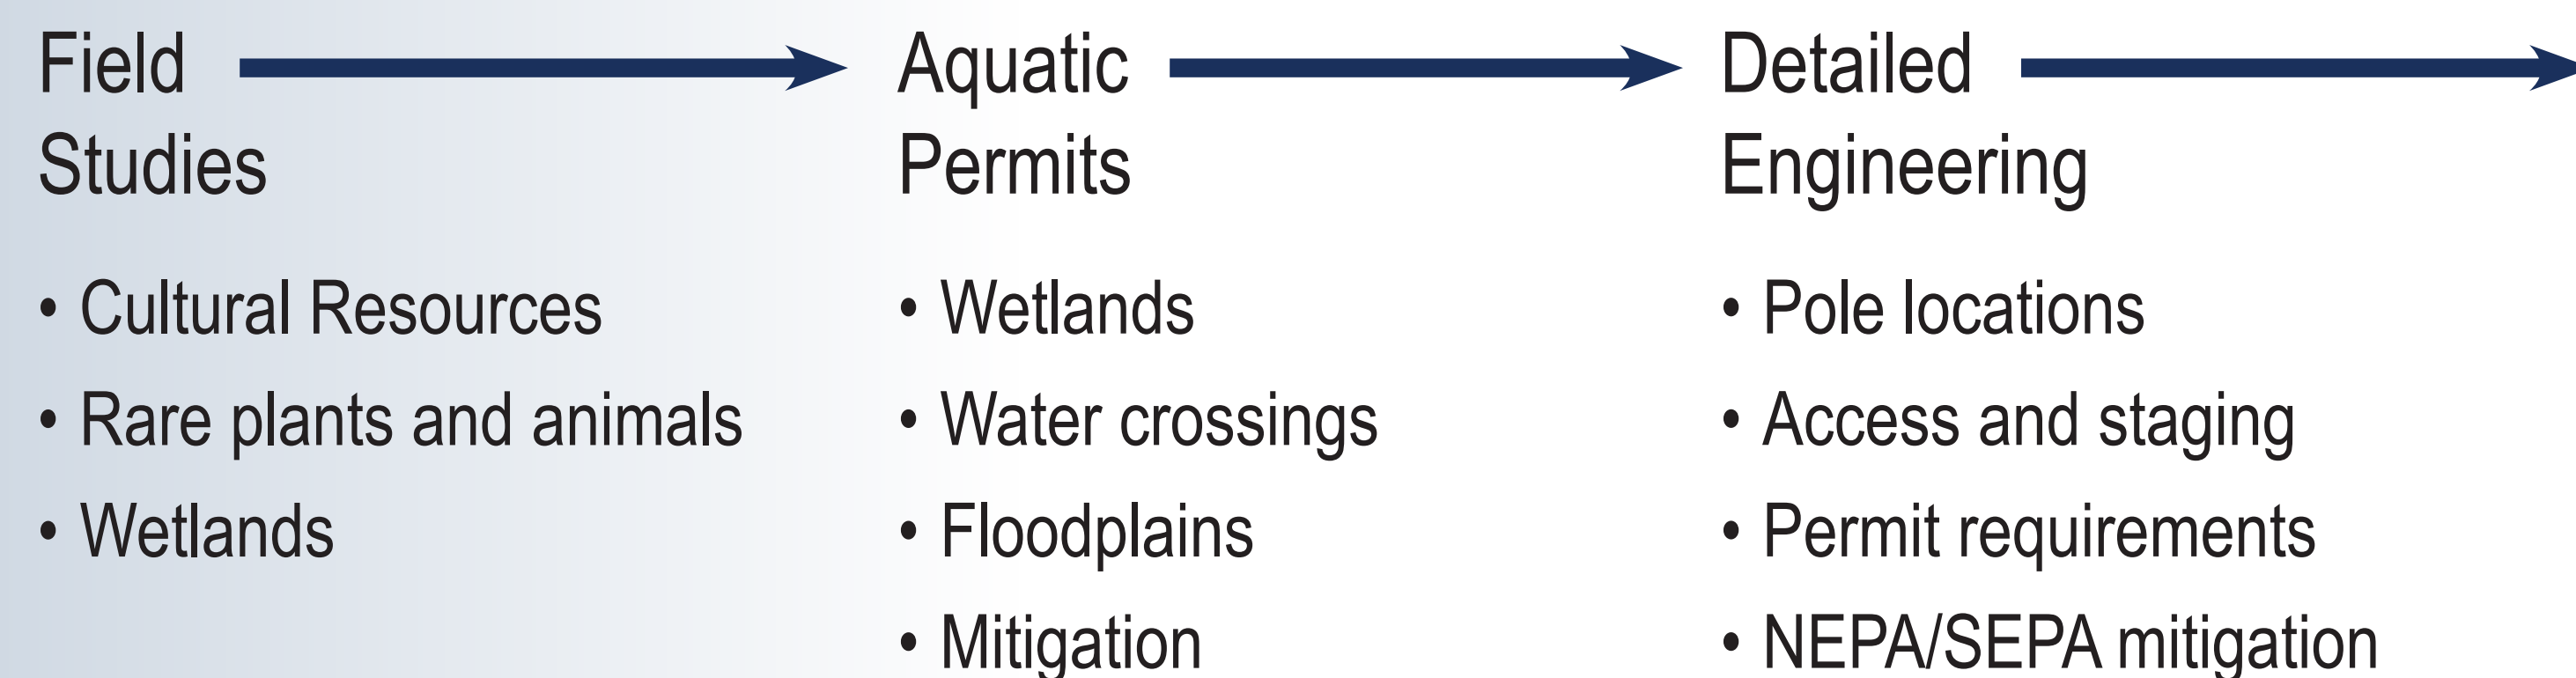 Field
Studies
• Cultural Resources
• Rare plants and animals
• Wetlands
Aquatic
Permits
• Wetlands
• Water crossings
• Floodplains
• Mitigation
Detailed
Engineering
• Pole locations
• Access and staging
• Permit requirements
• NEPA/SEPA mitigation